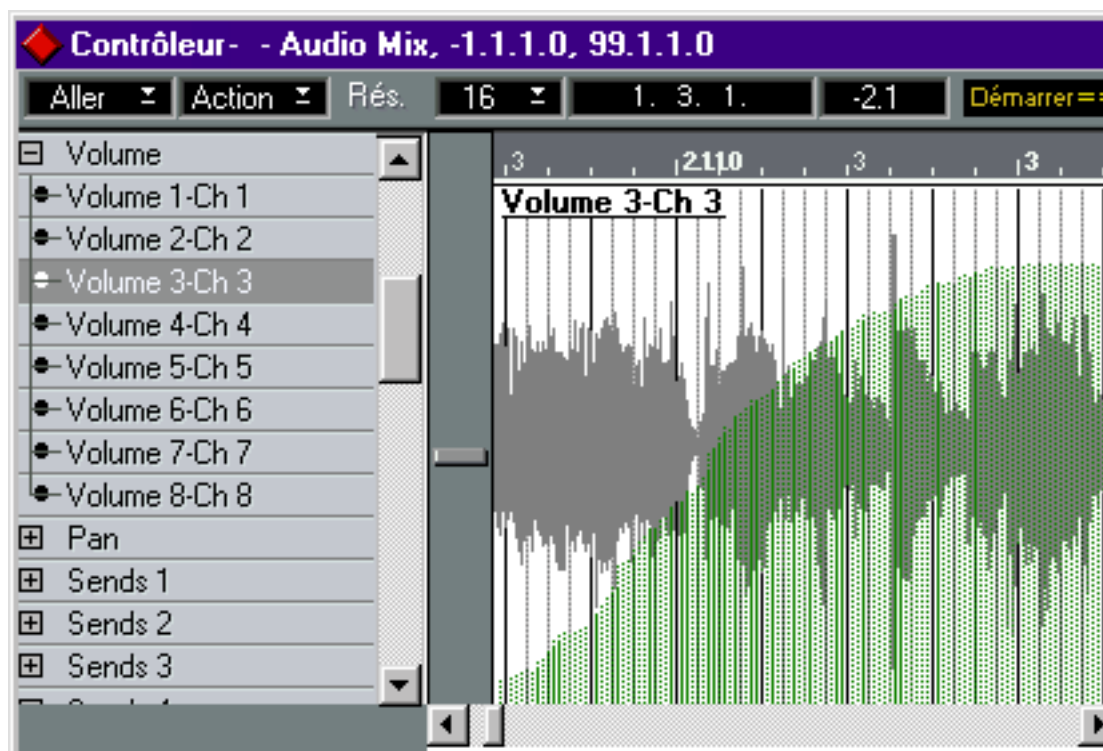 Contrôleur-  - Audio Mix, -1.1.1.0, 99.1.1.0
Aller Action Rés. 16 1. 3. 1. -2.1 Démarrer==
Volume
3 2.1.1.0 3 3
Volume 1-Ch 1
Volume 3-Ch 3
Volume 2-Ch 2
Volume 3-Ch 3
Volume 4-Ch 4
Volume 5-Ch 5
Volume 6-Ch 6
Volume 7-Ch 7
Volume 8-Ch 8
Pan
Sends 1
Sends 2
Sends 3